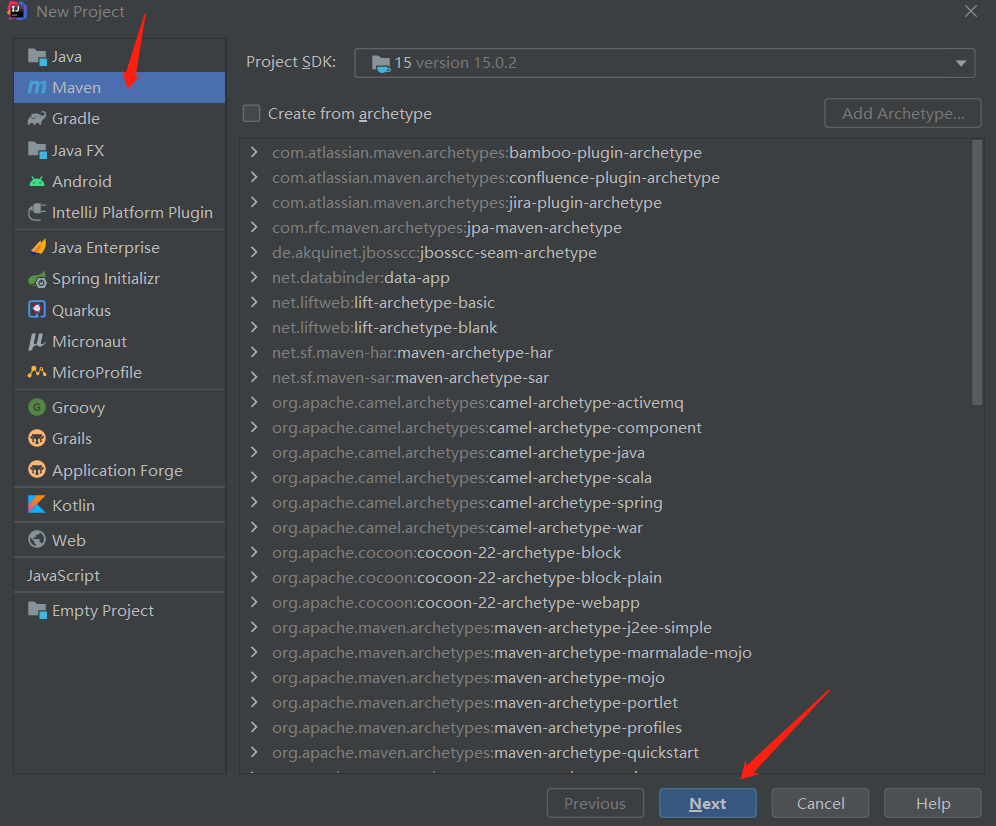 New Project
Java
Maven
Gradle
Java FX
Android
IntelliJ Platform Plugin
Java Enterprise
Spring Initializr
Quarkus
Micronaut
MicroProfile
Groovy
Grails
Application Forge
Kotlin
Web
JavaScript
Empty Project
Project SDK: 15 version 15.0.2
Create from archetype Add Archetype...
com.atlassian.maven.archetypes:bamboo-plugin-archetype
com.atlassian.maven.archetypes:confluence-plugin-archetype
com.atlassian.maven.archetypes:jira-plugin-archetype
com.rfc.maven.archetypes:jpa-maven-archetype
de.akquinet.jbosscc:jbosscc-seam-archetype
net.databinder:data-app
net.liftweb:lift-archetype-basic
net.liftweb:lift-archetype-blank
net.sf.maven-har:maven-archetype-har
net.sf.maven-sar:maven-archetype-sar
org.apache.camel.archetypes:camel-archetype-activemq
org.apache.camel.archetypes:camel-archetype-component
org.apache.camel.archetypes:camel-archetype-java
org.apache.camel.archetypes:camel-archetype-scala
org.apache.camel.archetypes:camel-archetype-spring
org.apache.camel.archetypes:camel-archetype-war
org.apache.cocoon:cocoon-22-archetype-block
org.apache.cocoon:cocoon-22-archetype-block-plain
org.apache.cocoon:cocoon-22-archetype-webapp
org.apache.maven.archetypes:maven-archetype-j2ee-simple
org.apache.maven.archetypes:maven-archetype-marmalade-mojo
org.apache.maven.archetypes:maven-archetype-mojo
org.apache.maven.archetypes:maven-archetype-portlet
org.apache.maven.archetypes:maven-archetype-profiles
org.apache.maven.archetypes:maven-archetype-quickstart
Previous Next Cancel Help